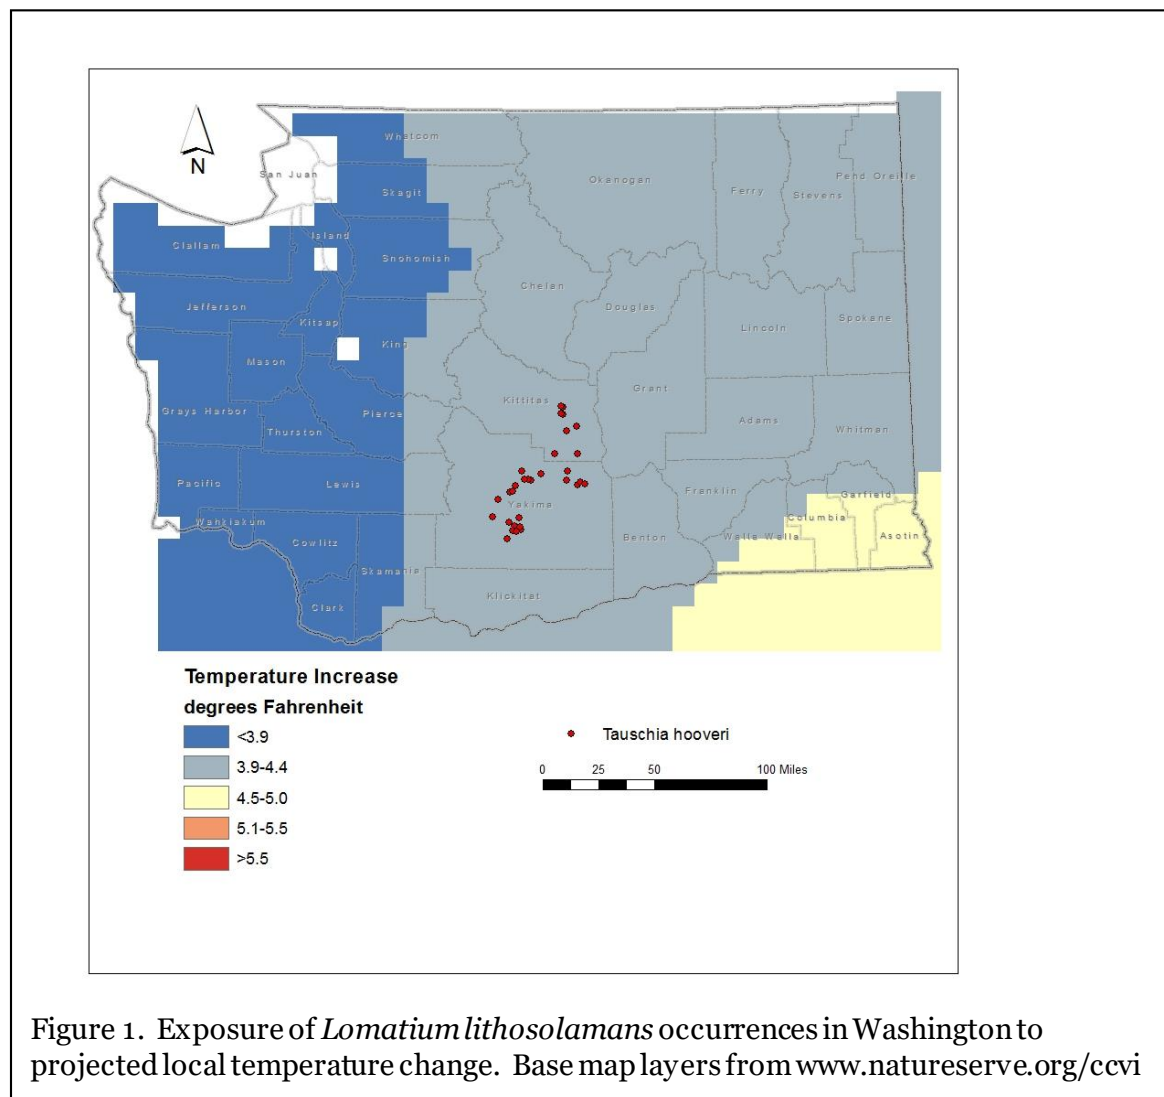 N
Whatcom
San Juan
Okanogan
Pend Oreille
Ferry
Stevens
Skagit
Island
Clallam
Snohomish
Chelan
Jefferson
Douglas
Kitsap
Lincoln
Spokane
King
Mason
Grant
Kittitas
Grays Harbor
Pierce
Adams
Whitman
Thurston
Pacific
Lewis
Franklin
Garfield
Yakima
Columbia
Wahkiakum
Cowlitz
Benton
Walla Walla
Asotin
Skamania
Klickitat
Clark
Temperature Increase
degrees Fahrenheit
<3.9
3.9-4.4
4.5-5.0
5.1-5.5
>5.5
Tauschia hooveri
0 25 50 100 Miles
Figure 1. Exposure of Lomatium lithosolamans occurrences in Washington to
projected local temperature change. Base map layers from www.natureserve.org/ccvi